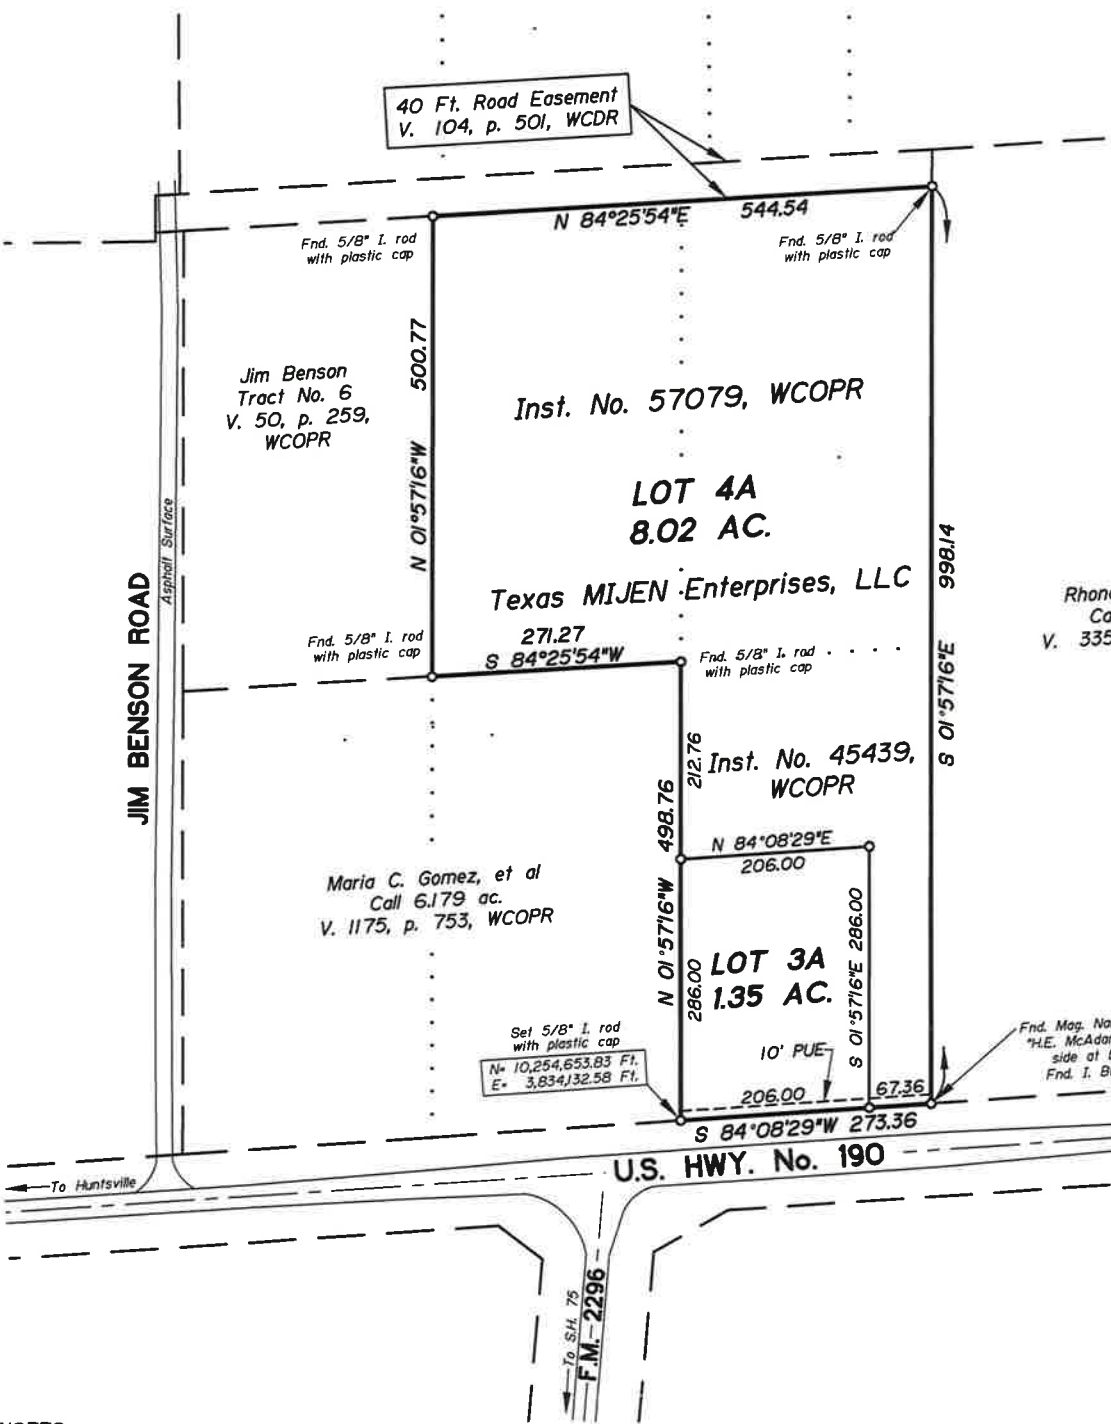 40 Ft. Road Easement
V. 104, p. 501, WCDR
N 84°25'54"E 544.54
Fnd. 5/8" I. rod
with plastic cap
Fnd. 5/8" I. rod
with plastic cap
Jim Benson
Tract No. 6
V. 50, p. 259,
WCOPR
N 01°57'16"W 500.77
Inst. No. 57079, WCOPR
LOT 4A
8.02 AC.
Texas MIJEN Enterprises, LLC
S 01°57'16"E 998.14
JIM BENSON ROAD
Asphalt Surface
Fnd. 5/8" I. rod
with plastic cap
271.27
S 84°25'54"W
Fnd. 5/8" I. rod
with plastic cap
V. 335
Inst. No. 45439,
WCOPR
212.76
N 01°57'16"W 498.76
N 84°08'29"E
206.00
Maria C. Gomez, et al
Call 6.179 ac.
V. 1175, p. 753, WCOPR
LOT 3A
1.35 AC.
286.00
S 01°57'16"E 286.00
Set 5/8" I. rod
with plastic cap
N= 10,254,653.83 Ft.
E= 3,834,132.58 Ft.
10' PUE
206.00
67.36
S 84°08'29"W 273.36
Fnd. Mag.
"H.E.
side at
Fnd. I.
U.S. HWY. No. 190
To Huntsville
To S.H. 75
F.M. 2296